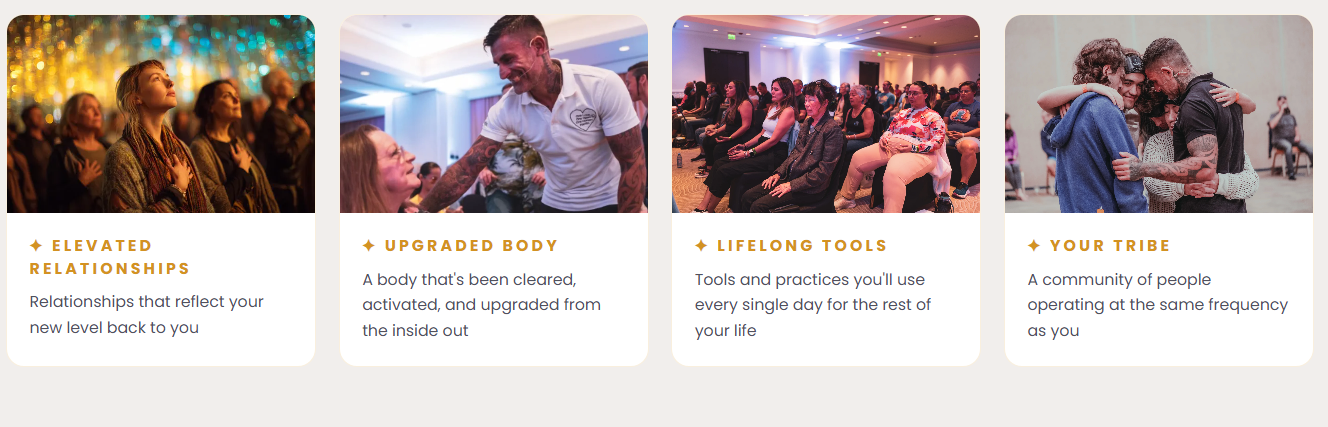 ✦ ELEVATED
RELATIONSHIPS
Relationships that reflect your
new level back to you
✦ UPGRADED BODY
A body that's been cleared,
activated, and upgraded from
the inside out
✦ LIFELONG TOOLS
Tools and practices you'll use
every single day for the rest of
your life
✦ YOUR TRIBE
A community of people
operating at the same frequency
as you